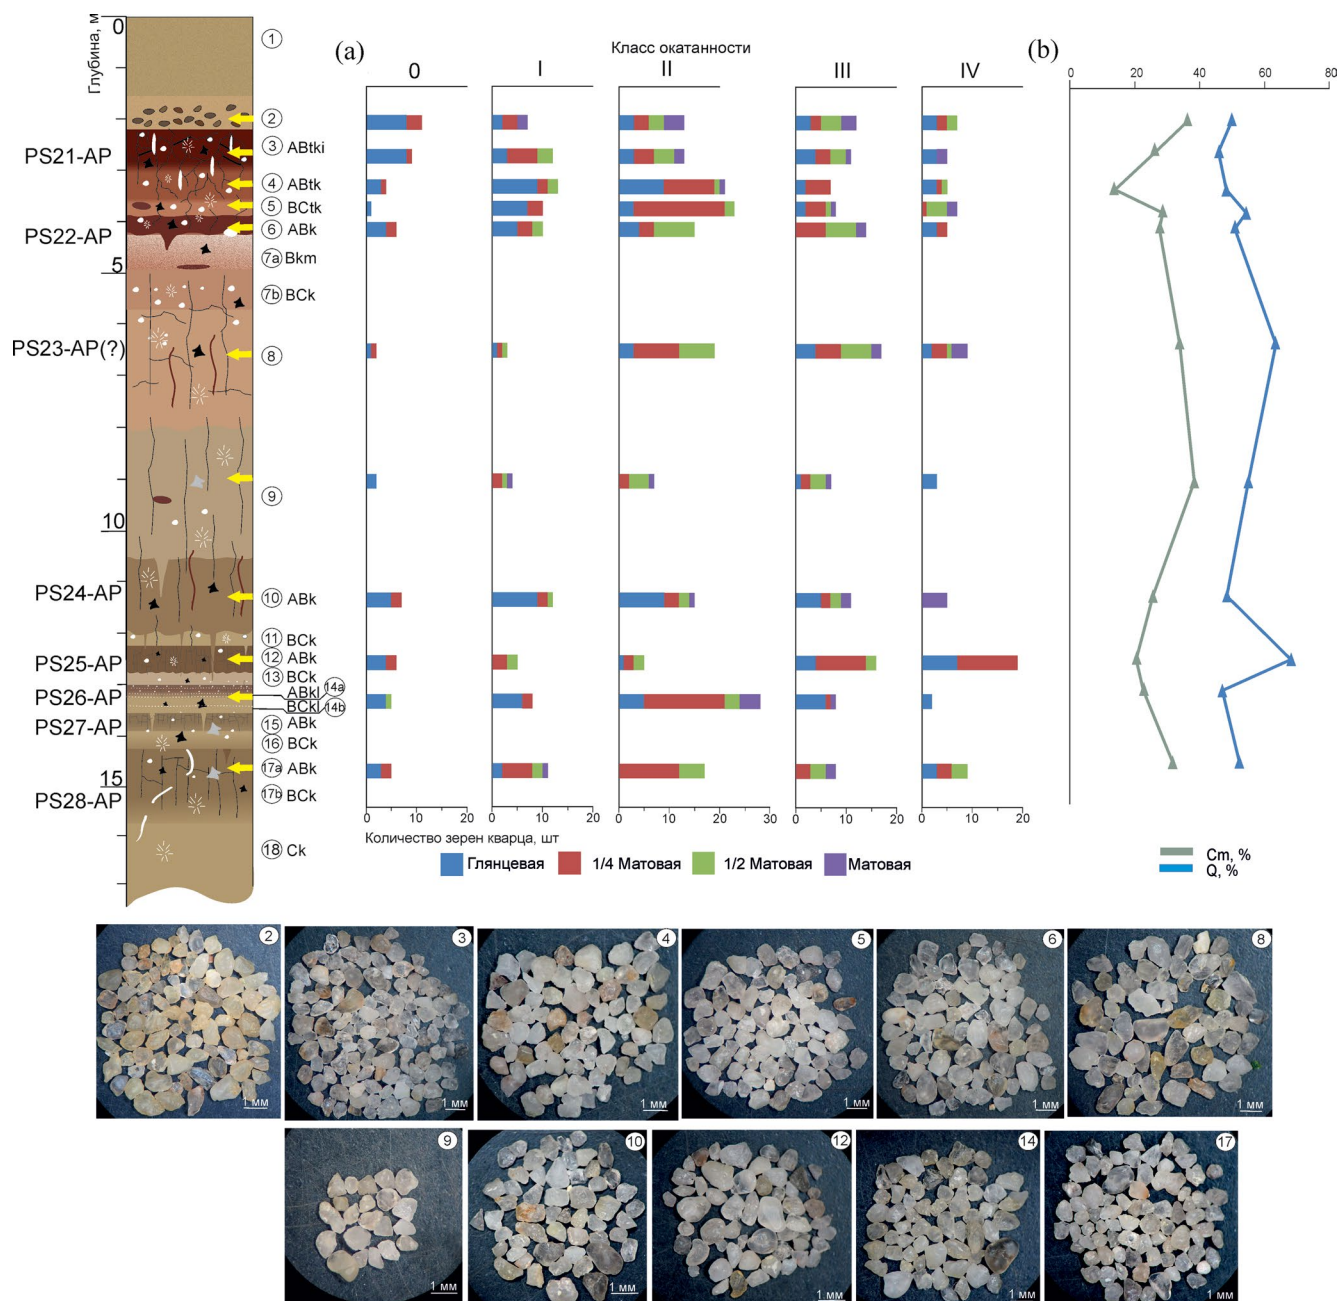 Глубина, м
0
5
10
15
PS21-AP
PS22-AP
PS23-AP(?)
PS24-AP
PS25-AP
PS26-AP
PS27-AP
PS28-AP
1
2
3 ABtki
4 ABtk
5 BCtk
6 ABk
7a Bkm
7b BCk
8
9
10 ABk
11 BCk
12 ABk
13 BCk
ABkl 14a
BCkl 14b
15 ABk
16 BCk
17a ABk
17b BCk
18 Ck
(a)
Класс окатанности
0 I II III IV
0 10 20
0 10 20
0 10 20 30
0 10 20
0 10 20
Количество зерен кварца, шт
Глянцевая 1/4 Матовая 1/2 Матовая Матовая
(b)
0 20 40 60 80
Cm, %
Q, %
2
1 мм
3
1 мм
4
1 мм
5
1 мм
6
1 мм
8
1 мм
9
1 мм
10
1 мм
12
1 мм
14
1 мм
17
1 мм